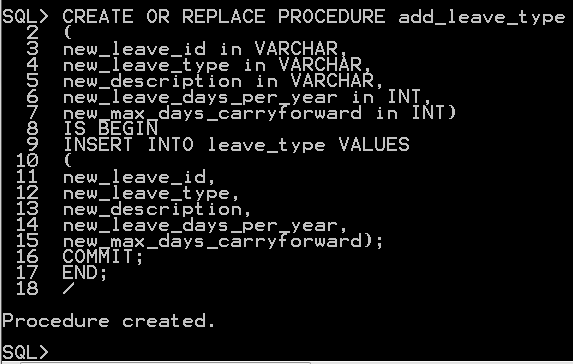 SQL> CREATE OR REPLACE PROCEDURE add_leave_type
2 (
3 new_leave_id in VARCHAR,
4 new_leave_type in VARCHAR,
5 new_description in VARCHAR,
6 new_leave_days_per_year in INT,
7 new_max_days_carryforward in INT)
8 IS BEGIN
9 INSERT INTO leave_type VALUES
10 (
11 new_leave_id,
12 new_leave_type,
13 new_description,
14 new_leave_days_per_year,
15 new_max_days_carryforward);
16 COMMIT;
17 END;
18 /
Procedure created.
SQL>